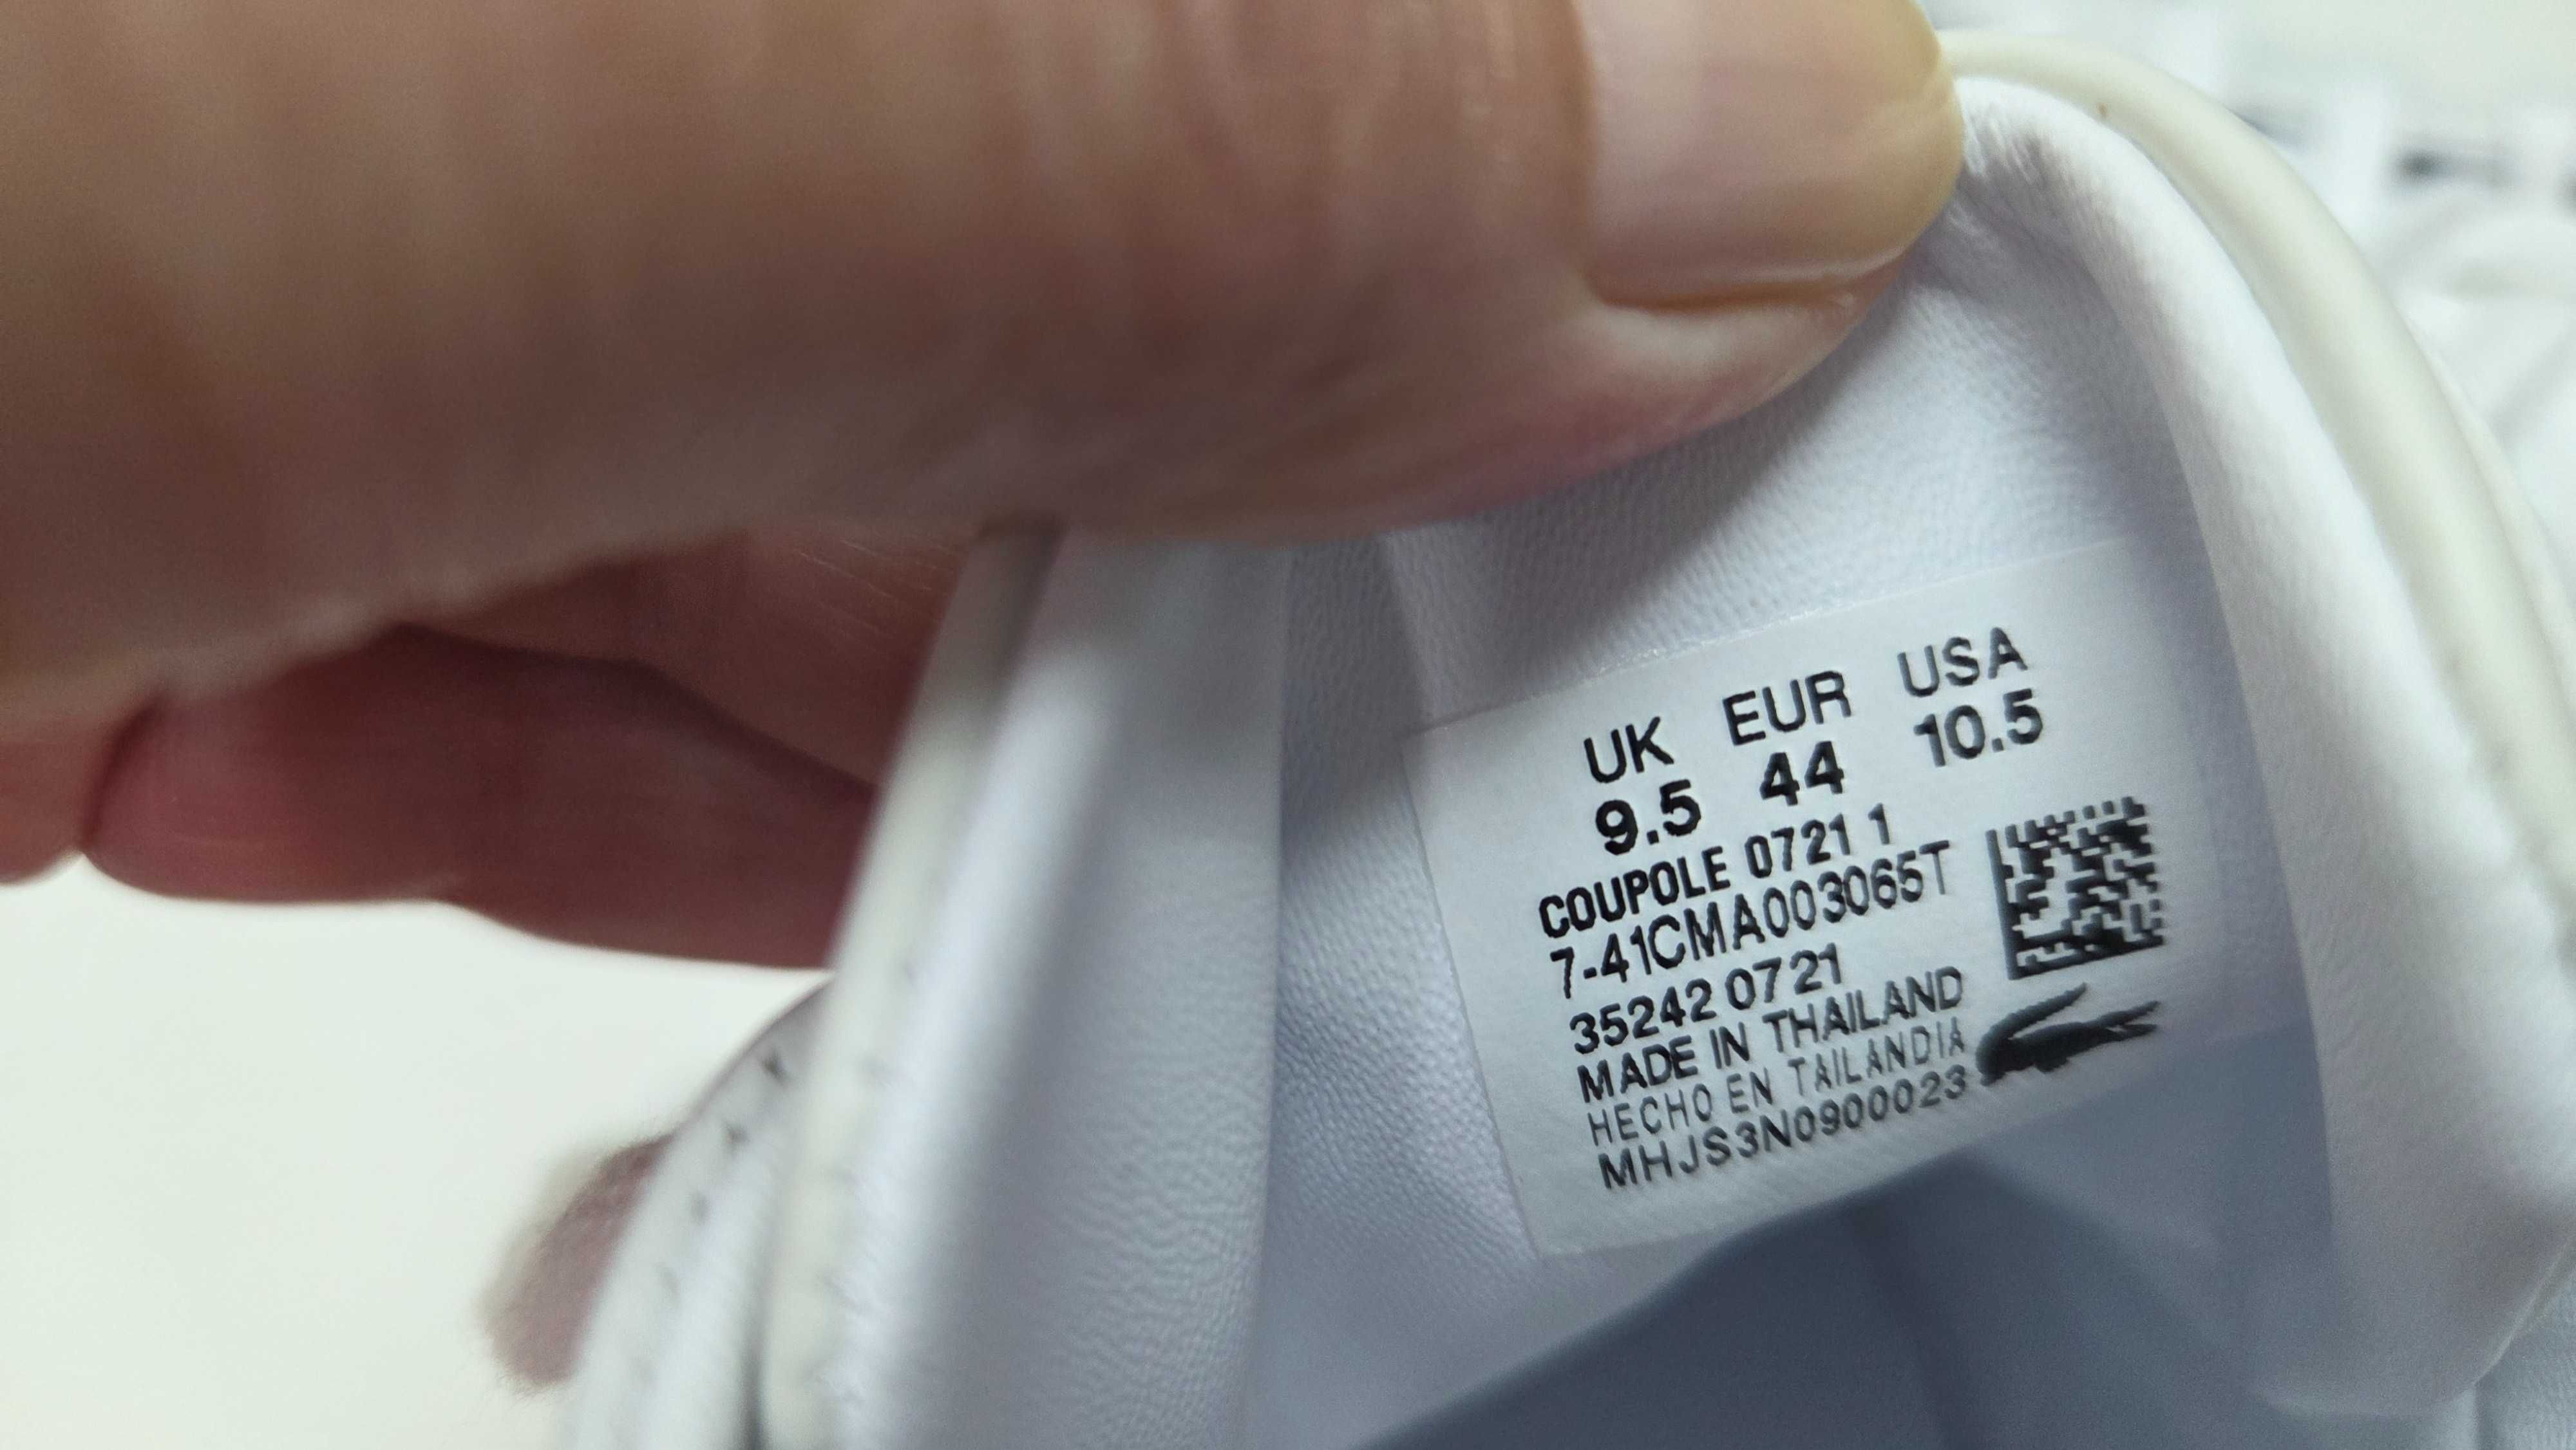 UK EUR USA
9.5 44 10.5
COUPOLE 0721 1
7-41CMA003065T
35242 0721
MADE IN THAILAND
HECHO EN TAILANDIA
MHJS3N0900023